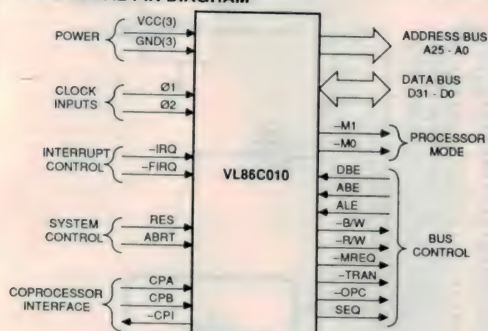 VCC(3)
GND(3)
POWER
Ø1
Ø2
CLOCK
INPUTS
–IRQ
–FIRQ
INTERRUPT
CONTROL
RES
ABRT
SYSTEM
CONTROL
CPA
CPB
–CPI
COPROCESSOR
INTERFACE
VL86C010
ADDRESS BUS
A25 - A0
DATA BUS
D31 - D0
–M1
–M0
PROCESSOR
MODE
DBE
ABE
ALE
–B/W
–R/W
–MREQ
–TRAN
–OPC
SEQ
BUS
CONTROL